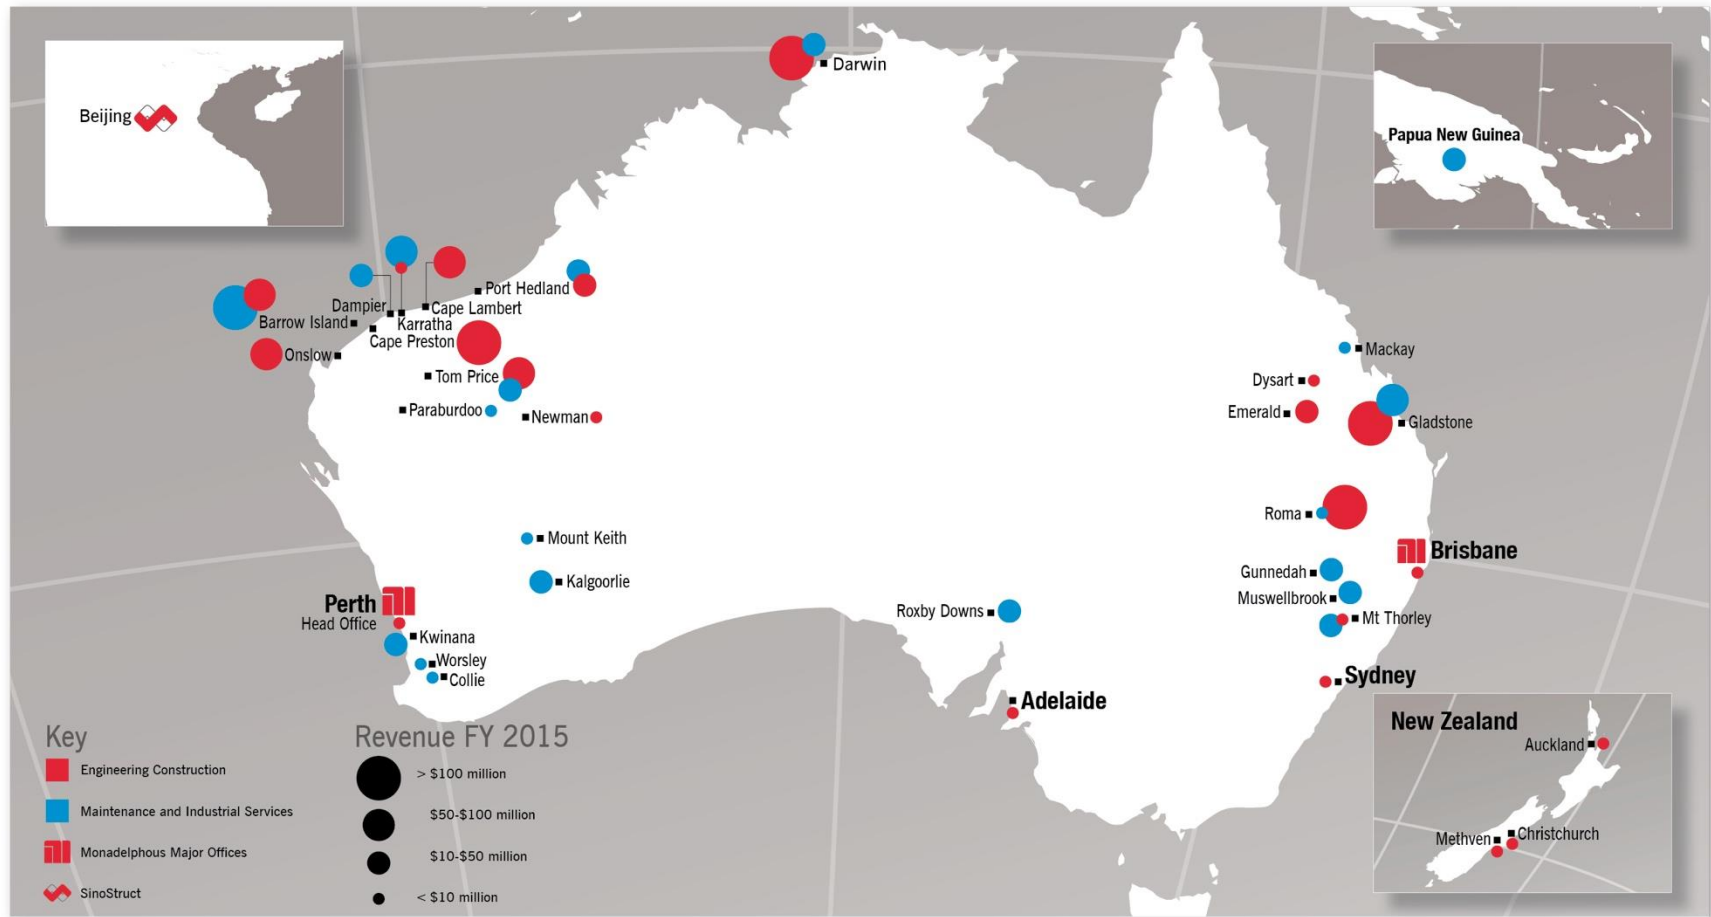 Beijing
Darwin
Papua New Guinea
Port Hedland
Dampier
Cape Lambert
Barrow Island
Karratha
Cape Preston
Onslow
Tom Price
Paraburdoo
Newman
Mackay
Dysart
Emerald
Gladstone
Roma
Mount Keith
Brisbane
Kalgoorlie
Gunnedah
Muswellbrook
Perth
Head Office
Roxby Downs
Mt Thorley
Kwinana
Worsley
Collie
Sydney
Adelaide
Key
Engineering Construction
Maintenance and Industrial Services
Monadelphous Major Offices
SinoStruct
Revenue FY 2015
> $100 million
$50-$100 million
$10-$50 million
< $10 million
New Zealand
Auckland
Christchurch
Methven